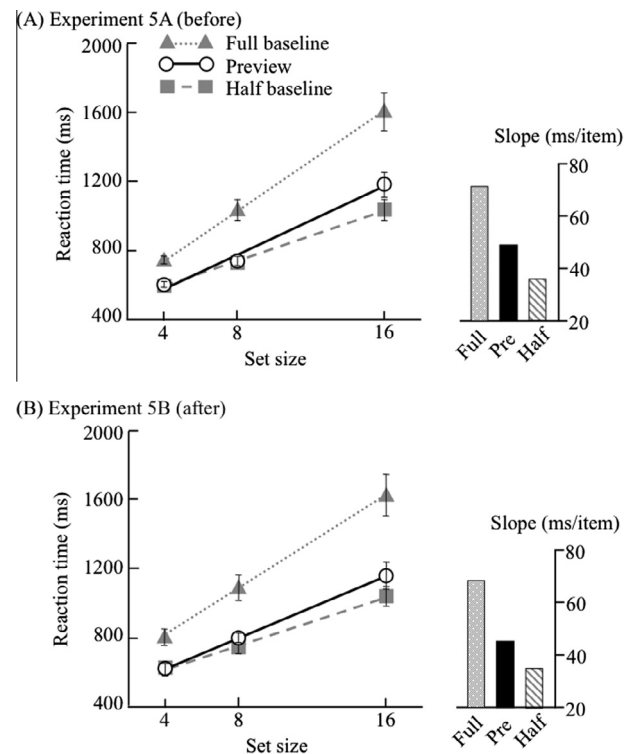 (A) Experiment 5A (before)
2000
1600
1200
800
400
Reaction time (ms)
Full baseline
Preview
Half baseline
4
8
16
Set size
Slope (ms/item)
80
60
40
20
Full
Pre
Half
(B) Experiment 5B (after)
2000
1600
1200
800
400
Reaction time (ms)
4
8
16
Set size
Slope (ms/item)
80
60
40
20
Full
Pre
Half